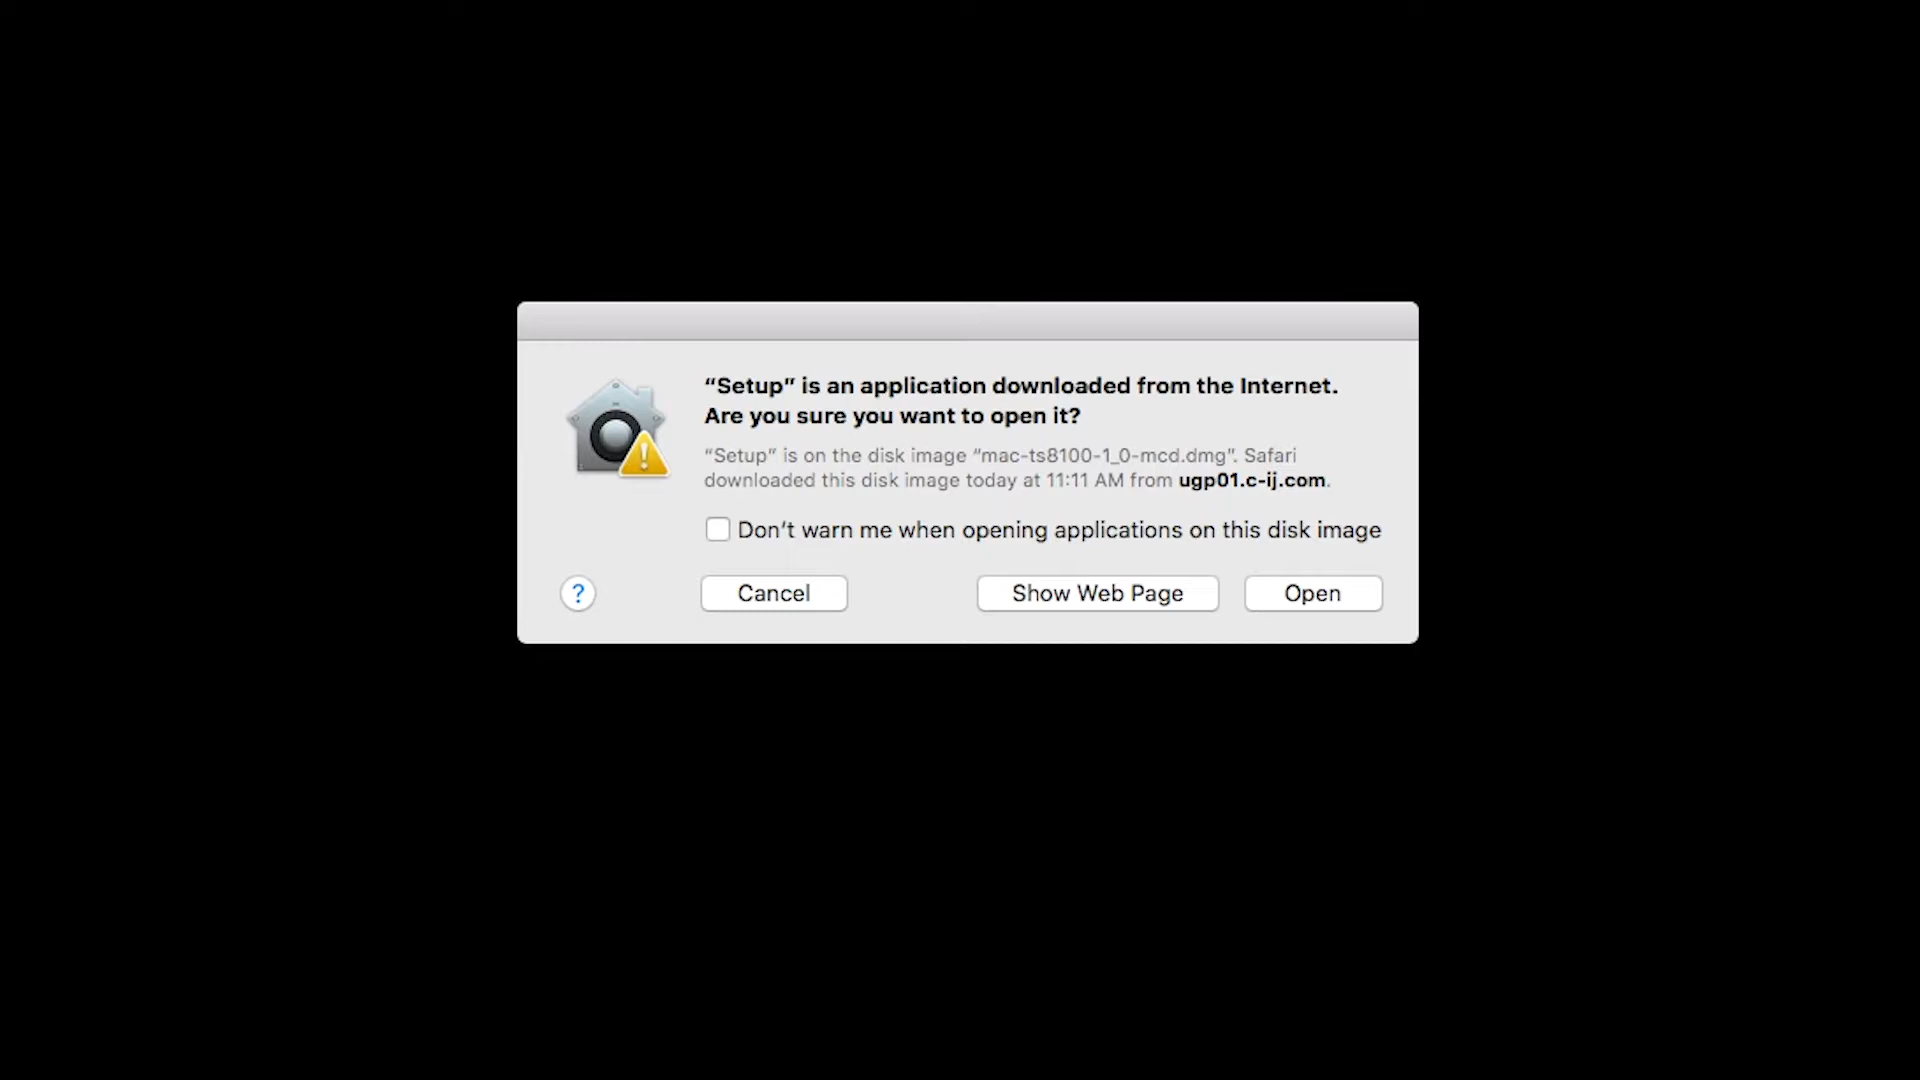 “Setup” is an application downloaded from the Internet.
Are you sure you want to open it?
“Setup” is on the disk image “mac-ts8100-1_0-mcd.dmg”. Safari
downloaded this disk image today at 11:11 AM from ugp01.c-ij.com.
Don’t warn me when opening applications on this disk image
? Cancel Show Web Page Open